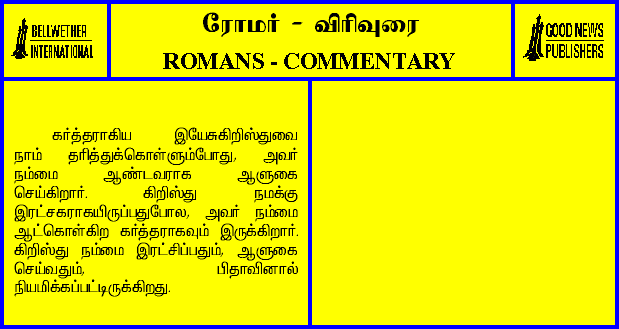 BELLWETHER
INTERNATIONAL
ரோமர் - விரிவுரை
ROMANS - COMMENTARY
GOOD NEWS
PUBLISHERS
கர்த்தராகிய இயேசுகிறிஸ்துவை
நாம் தரித்துக்கொள்ளும்போது, அவர்
நம்மை ஆண்டவராக ஆளுகை
செய்கிறார். கிறிஸ்து நமக்கு
இரட்சகராகயிருப்பதுபோல, அவர் நம்மை
ஆட்கொள்கிற கர்த்தராகவும் இருக்கிறார்.
கிறிஸ்து நம்மை இரட்சிப்பதும், ஆளுகை
செய்வதும், பிதாவினால்
நியமிக்கப்பட்டிருக்கிறது.